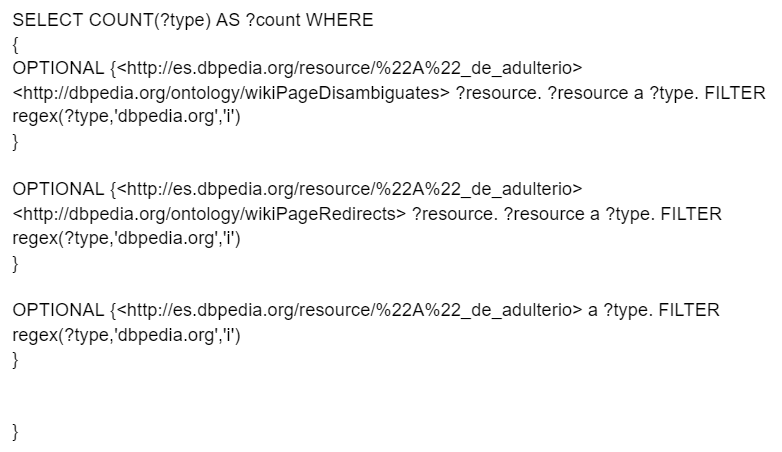 SELECT COUNT(?type) AS ?count WHERE
{
OPTIONAL {<http://es.dbpedia.org/resource/%22A%22_de_adulterio>
<http://dbpedia.org/ontology/wikiPageDisambiguates> ?resource. ?resource a ?type. FILTER
regex(?type,'dbpedia.org','i')
}
OPTIONAL {<http://es.dbpedia.org/resource/%22A%22_de_adulterio>
<http://dbpedia.org/ontology/wikiPageRedirects> ?resource. ?resource a ?type. FILTER
regex(?type,'dbpedia.org','i')
}
OPTIONAL {<http://es.dbpedia.org/resource/%22A%22_de_adulterio> a ?type. FILTER
regex(?type,'dbpedia.org','i')
}
}